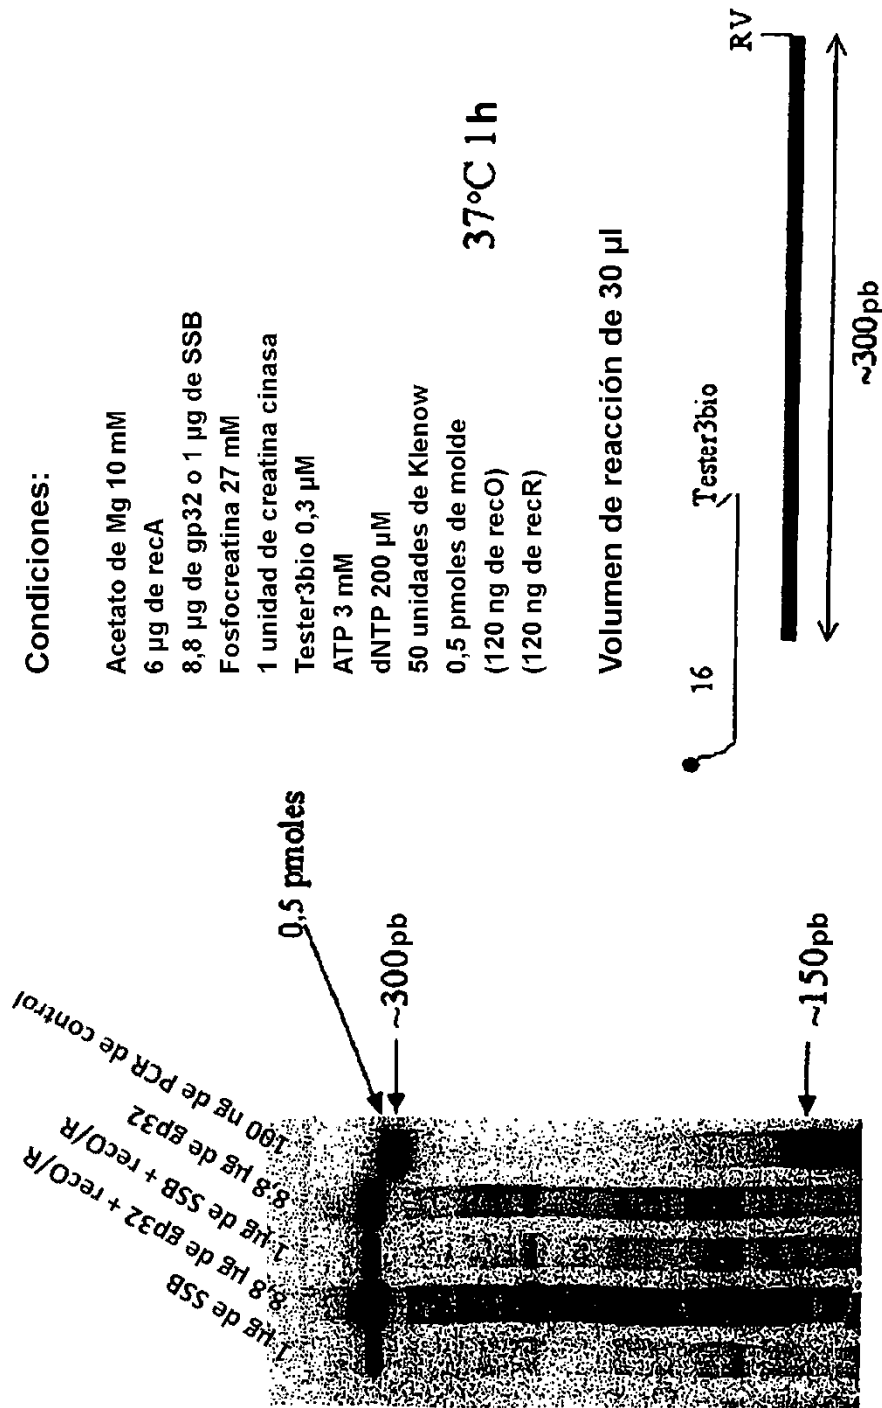 Condiciones:
Acetato de Mg 10 mM
6 µg de recA
8,8 µg de gp32 o 1 µg de SSB
Fosfocreatina 27 mM
1 unidad de creatina cinasa
Tester3bio 0,3 µM
ATP 3 mM
dNTP 200 µM
50 unidades de Klenow
0,5 pmoles de molde
(120 ng de recO)
(120 ng de recR)
37°C 1h
Volumen de reacción de 30 µl
16
Tester3bio
RV
~300pb
100 ng de PCR de control
8,8 µg de gp32
1 µg de SSB + recO/R
8,8 µg de gp32 + recO/R
1 µg de SSB
0,5 pmoles
~300pb
~150pb